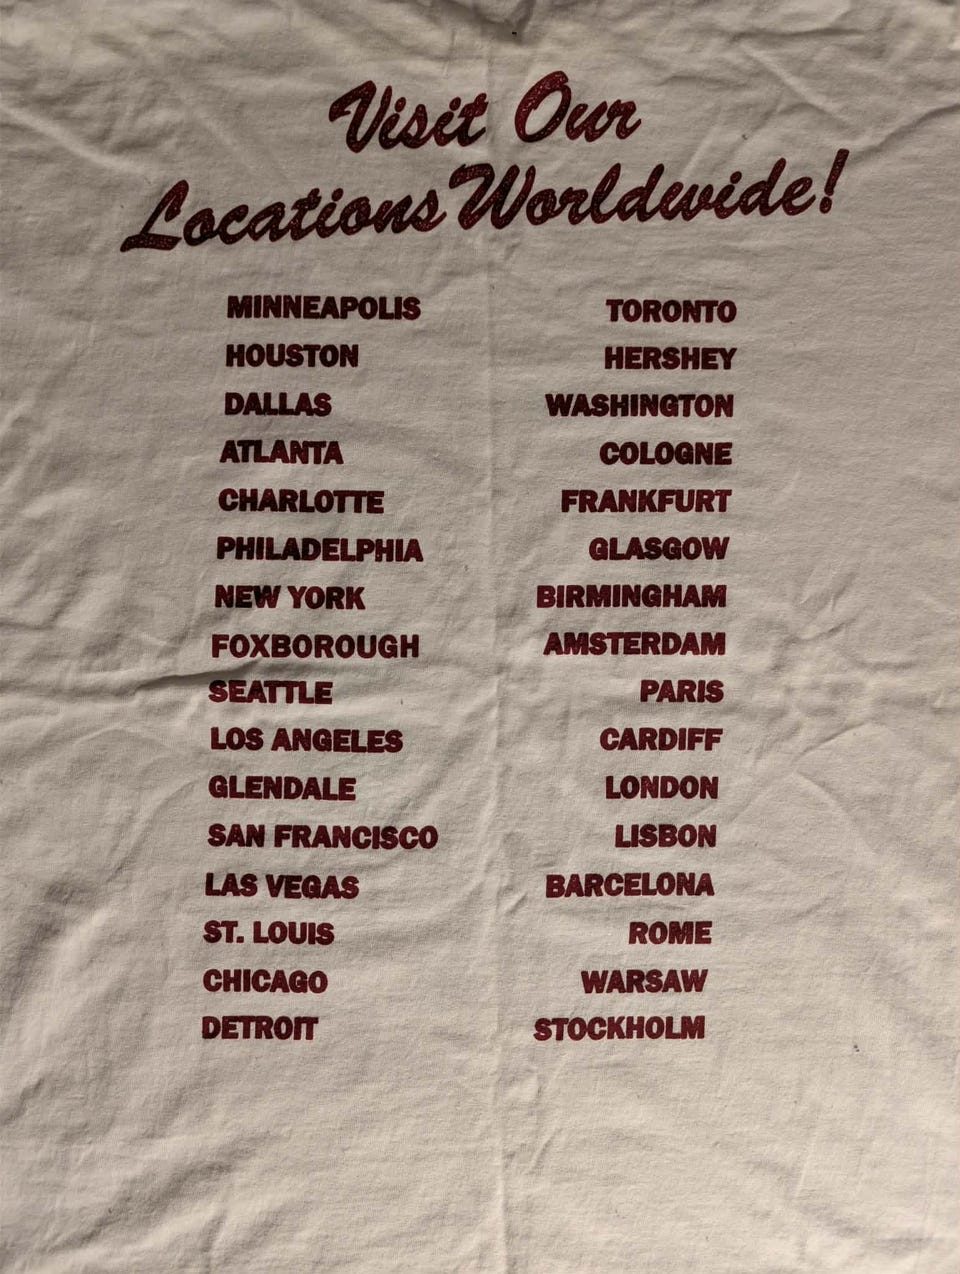 Visit Our
Locations Worldwide!
MINNEAPOLIS
HOUSTON
DALLAS
ATLANTA
CHARLOTTE
PHILADELPHIA
NEW YORK
FOXBOROUGH
SEATTLE
LOS ANGELES
GLENDALE
SAN FRANCISCO
LAS VEGAS
ST. LOUIS
CHICAGO
DETROIT
TORONTO
HERSHEY
WASHINGTON
COLOGNE
FRANKFURT
GLASGOW
BIRMINGHAM
AMSTERDAM
PARIS
CARDIFF
LONDON
LISBON
BARCELONA
ROME
WARSAW
STOCKHOLM